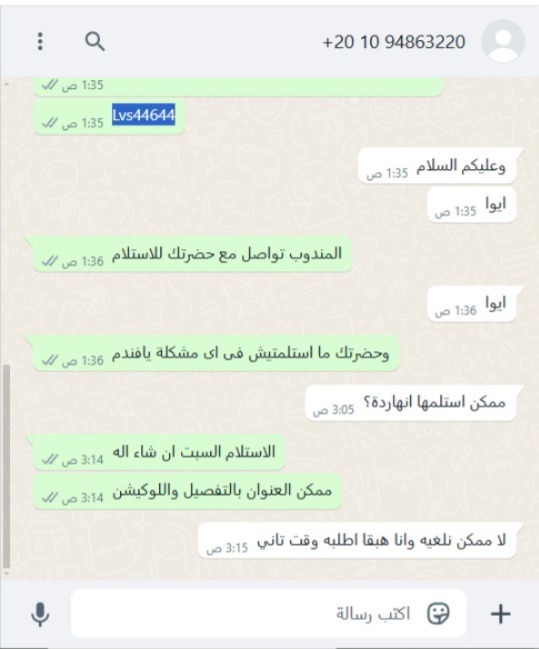 +20 10 94863220
1:35 ص
Lvs44644 1:35 ص
وعليكم السلام 1:35 ص
ايوا 1:35 ص
المندوب تواصل مع حضرتك للاستلام 1:36 ص
ايوا 1:36 ص
وحضرتك ما استلمتيش فى اى مشكلة يافندم 1:36 ص
ممكن استلمها انهاردة؟ 3:05 ص
الاستلام السبت ان شاء اله 3:14 ص
ممكن العنوان بالتفصيل واللوكيشن 3:14 ص
لا ممكن نلغيه وانا هبقا اطلبه وقت تاني 3:15 ص
اكتب رسالة